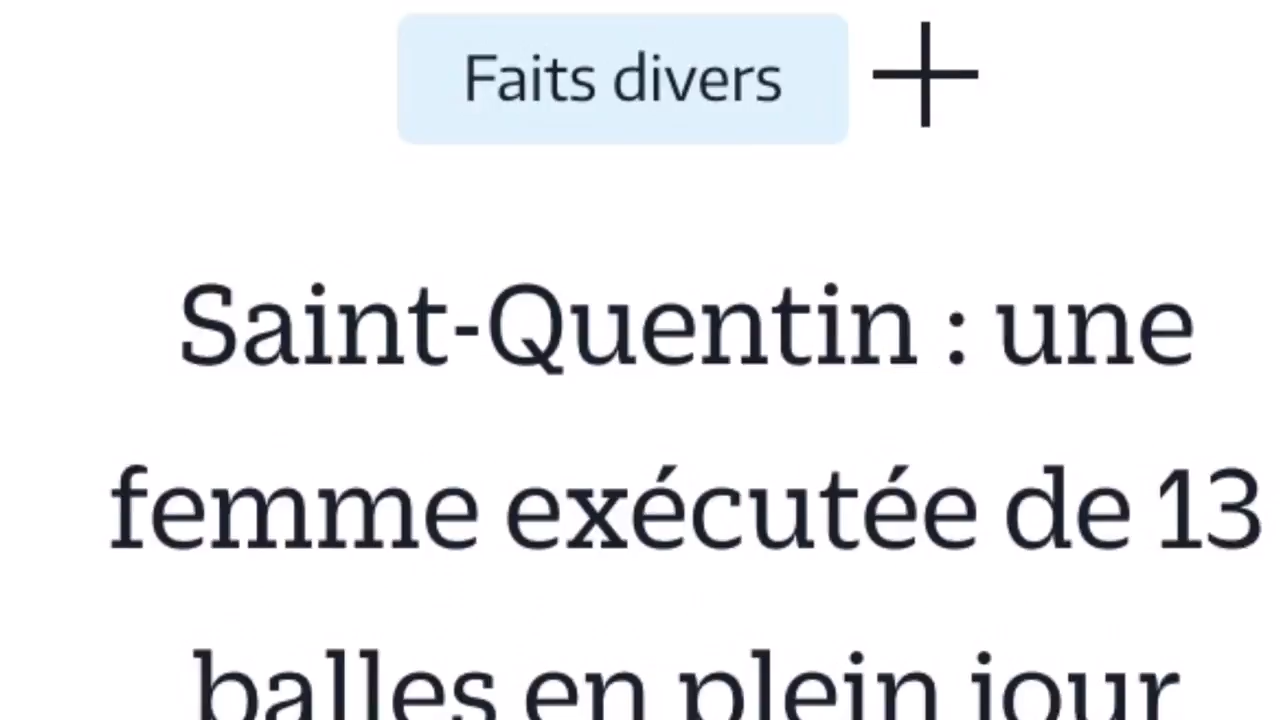 Faits divers
Saint-Quentin : une
femme exécutée de 13
balles en plein jour